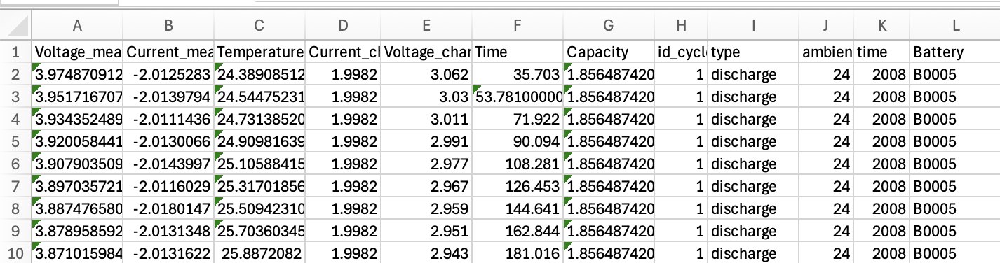 A B C D E F G H I J K L
1 Voltage_mea Current_mea Temperature Current_cl Voltage_char Time Capacity id_cycl type ambien time Battery
2 3.974870912 -2.0125283 24.38908512 1.9982 3.062 35.703 1.856487420 1 discharge 24 2008 B0005
3 3.951716707 -2.0139794 24.54475231 1.9982 3.03 53.78100000 1.856487420 1 discharge 24 2008 B0005
4 3.934352489 -2.0111436 24.73138520 1.9982 3.011 71.922 1.856487420 1 discharge 24 2008 B0005
5 3.920058441 -2.0130066 24.90981639 1.9982 2.991 90.094 1.856487420 1 discharge 24 2008 B0005
6 3.907903509 -2.0143997 25.10588415 1.9982 2.977 108.281 1.856487420 1 discharge 24 2008 B0005
7 3.897035721 -2.0116029 25.31701856 1.9982 2.967 126.453 1.856487420 1 discharge 24 2008 B0005
8 3.887476580 -2.0180147 25.50942310 1.9982 2.959 144.641 1.856487420 1 discharge 24 2008 B0005
9 3.878958592 -2.0131348 25.70360345 1.9982 2.951 162.844 1.856487420 1 discharge 24 2008 B0005
10 3.871015984 -2.0131622 25.8872082 1.9982 2.943 181.016 1.856487420 1 discharge 24 2008 B0005